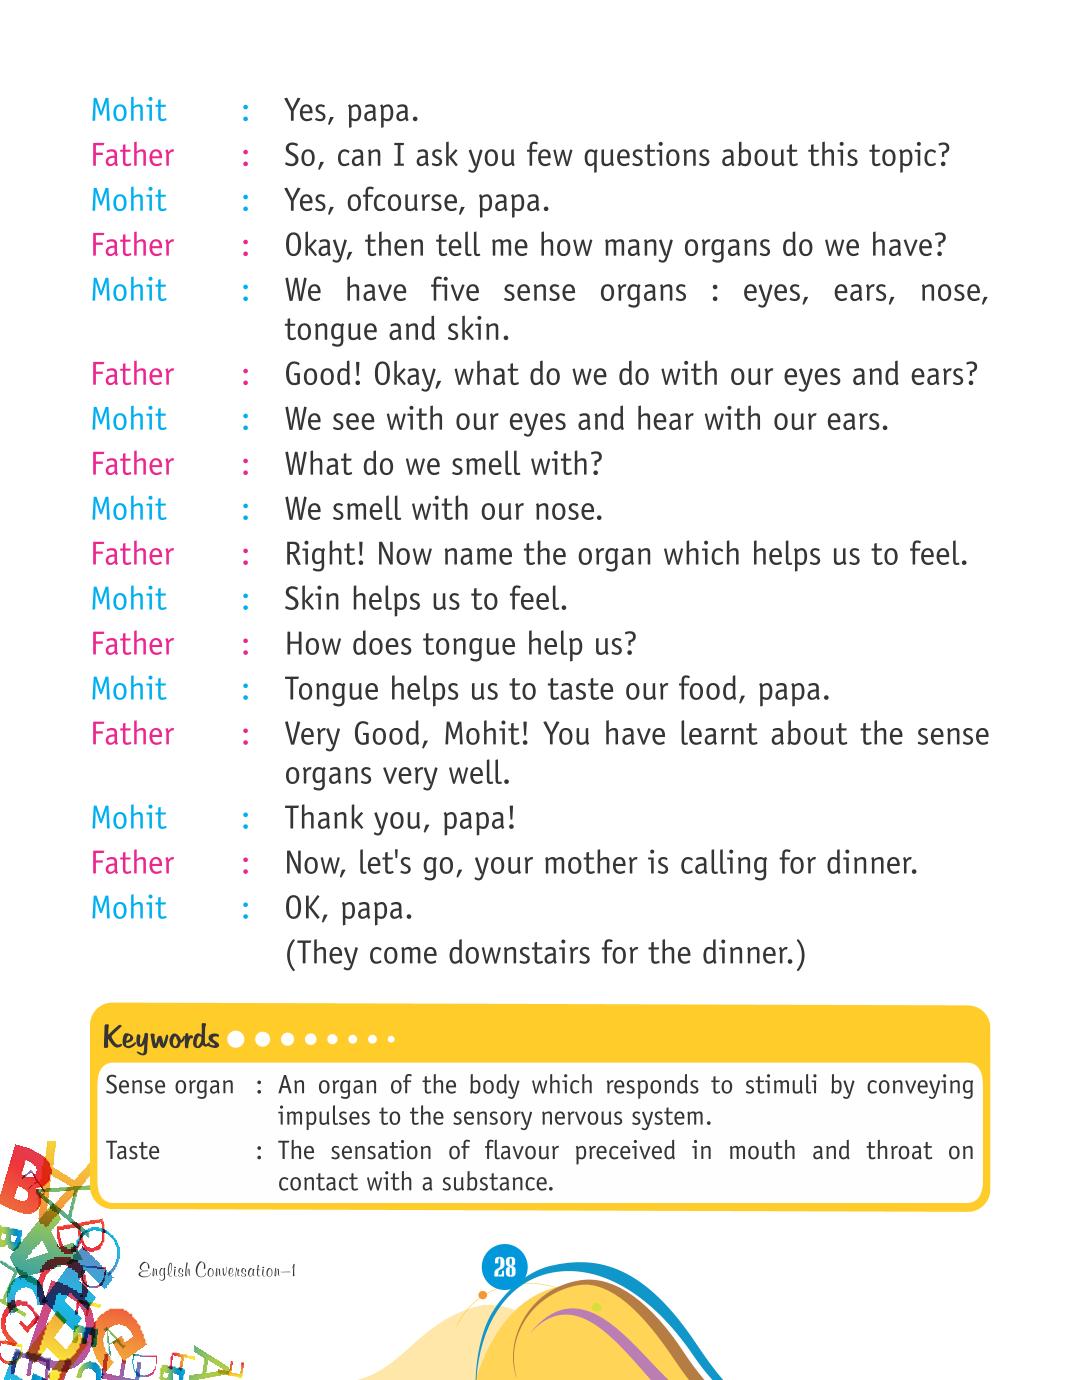 Mohit : Yes, papa.
Father : So, can I ask you few questions about this topic?
Mohit : Yes, ofcourse, papa.
Father : Okay, then tell me how many organs do we have?
Mohit : We have five sense organs : eyes, ears, nose,
tongue and skin.
Father : Good! Okay, what do we do with our eyes and ears?
Mohit : We see with our eyes and hear with our ears.
Father : What do we smell with?
Mohit : We smell with our nose.
Father : Right! Now name the organ which helps us to feel.
Mohit : Skin helps us to feel.
Father : How does tongue help us?
Mohit : Tongue helps us to taste our food, papa.
Father : Very Good, Mohit! You have learnt about the sense
organs very well.
Mohit : Thank you, papa!
Father : Now, let's go, your mother is calling for dinner.
Mohit : OK, papa.
(They come downstairs for the dinner.)
Keywords
Sense organ : An organ of the body which responds to stimuli by conveying
impulses to the sensory nervous system.
Taste : The sensation of flavour preceived in mouth and throat on
contact with a substance.
English Conversation–1
28